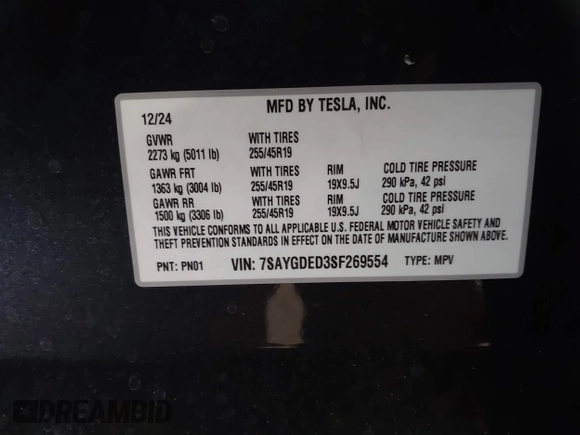 MFD BY TESLA, INC.
12/24
GVWR WITH TIRES
2273 kg (5011 lb) 255/45R19
GAWR FRT WITH TIRES RIM COLD TIRE PRESSURE
1363 kg (3004 lb) 255/45R19 19X9.5J 290 kPa, 42 psi
GAWR RR WITH TIRES RIM COLD TIRE PRESSURE
1500 kg (3306 lb) 255/45R19 19X9.5J 290 kPa, 42 psi
THIS VEHICLE CONFORMS TO ALL APPLICABLE U.S. FEDERAL MOTOR VEHICLE SAFETY AND
THEFT PREVENTION STANDARDS IN EFFECT ON THE DATE OF MANUFACTURE SHOWN ABOVE.
PNT: PN01 VIN: 7SAYGDED3SF269554 TYPE: MPV
DREAMBID